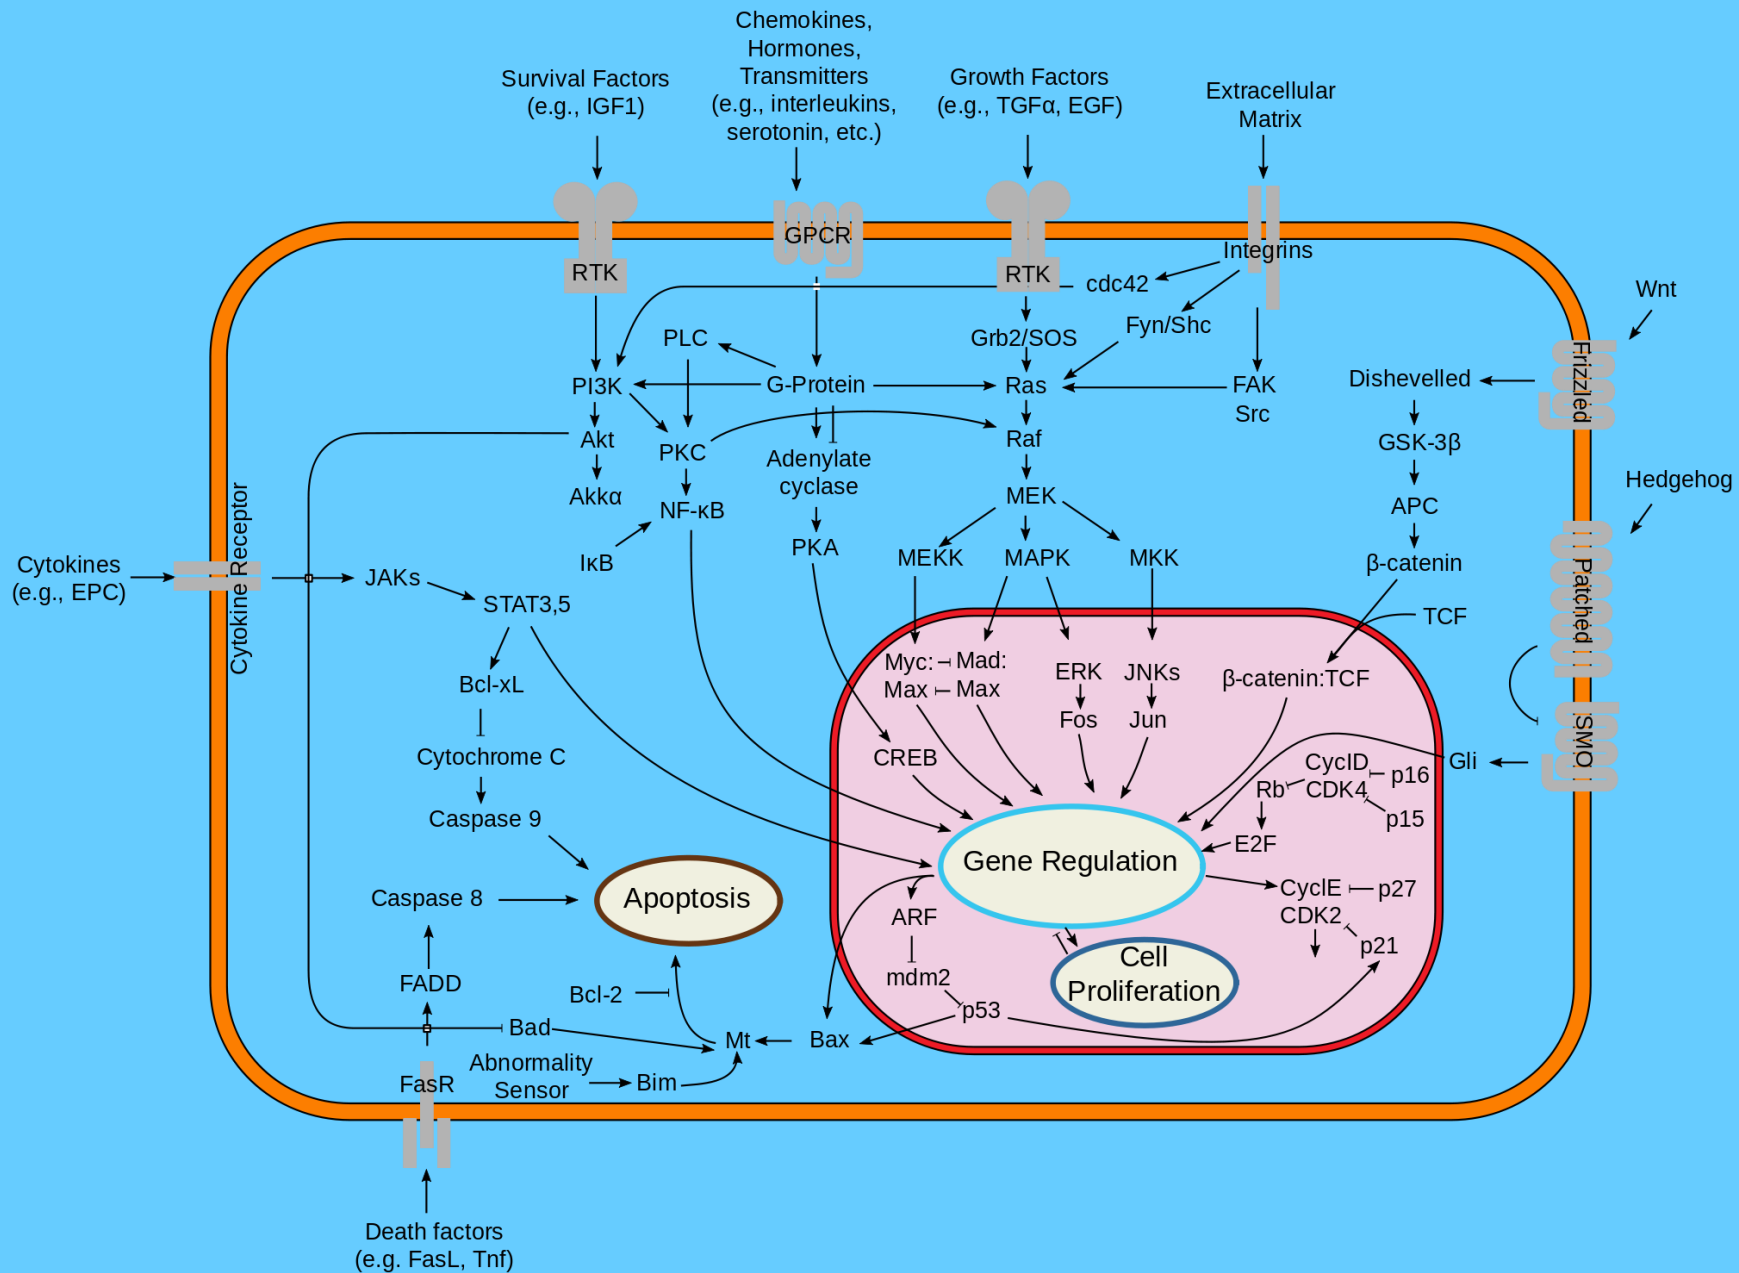 Chemokines,
Hormones,
Transmitters
(e.g., interleukins,
serotonin, etc.)
Survival Factors
(e.g., IGF1)
Growth Factors
(e.g., TGFα, EGF)
Extracellular
Matrix
RTK
GPCR
RTK
Integrins
cdc42
Wnt
Fyn/Shc
Grb2/SOS
PLC
Frizzled
Dishevelled
PI3K
G-Protein
Ras
FAK
Src
Akt
PKC
Raf
GSK-3β
Adenylate
cyclase
Hedgehog
Akkα
NF-κB
MEK
APC
IκB
PKA
MEKK
MAPK
MKK
β-catenin
Cytokines
(e.g., EPC)
Cytokine Receptor
JAKs
STAT3,5
TCF
Patched
Myc:
Max
Mad:
Max
ERK
JNKs
β-catenin:TCF
Bcl-xL
Fos
Jun
SMO
Cytochrome C
CREB
CyclD
CDK4
p16
Gli
Rb
p15
Caspase 9
E2F
Gene Regulation
Caspase 8
Apoptosis
CyclE
CDK2
p27
ARF
p21
Cell
Proliferation
mdm2
FADD
Bcl-2
p53
Bad
Mt
Bax
Abnormality
Sensor
Bim
FasR
Death factors
(e.g. FasL, Tnf)